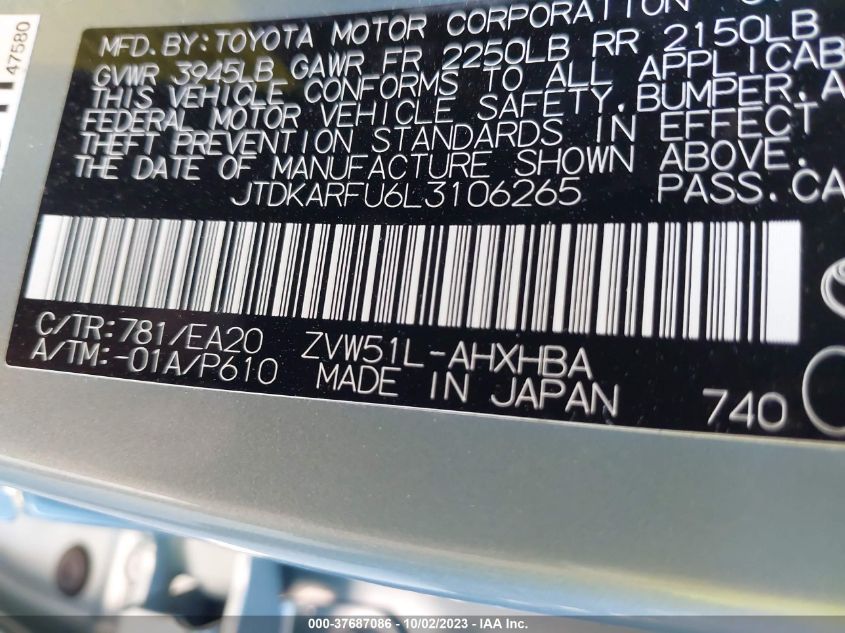 47580
MFD. BY: TOYOTA MOTOR CORPORATION
GVWR 3945LB GAWR FR 2250LB RR 2150LB
THIS VEHICLE CONFORMS TO ALL APPLICAB
FEDERAL MOTOR VEHICLE SAFETY, BUMPER, A
THEFT PREVENTION STANDARDS IN EFFECT
THE DATE OF MANUFACTURE SHOWN ABOVE.
JTDKARFU6L3106265 PASS. CA
C/TR: 781/EA20 ZVW51L-AHXHBA
A/TM: -01A/P610 MADE IN JAPAN 740
000-37687086 - 10/02/2023 - IAA Inc.